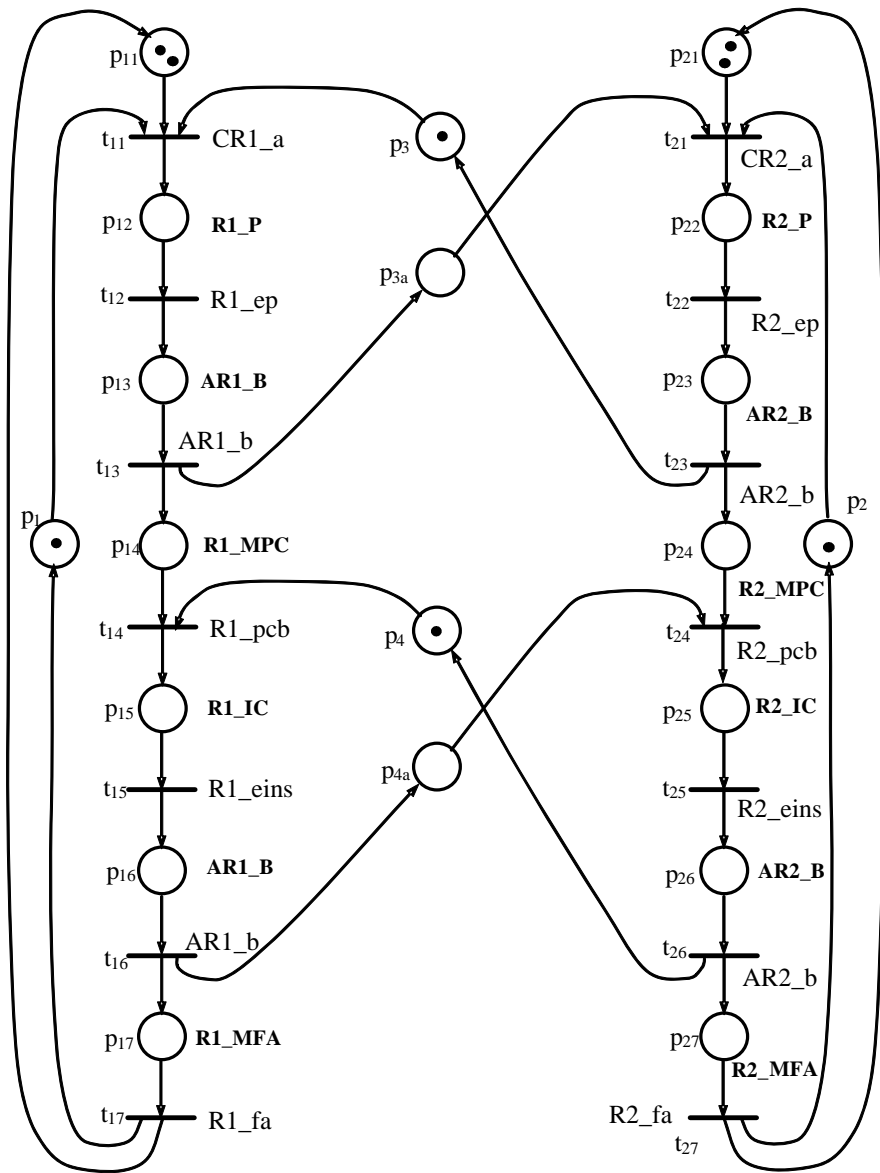 p11
p21
t11
CR1_a
p3
t21
CR2_a
p12
R1_P
p22
R2_P
p3a
t12
R1_ep
t22
R2_ep
p13
AR1_B
p23
AR2_B
AR1_b
t13
t23
AR2_b
p1
p2
p14
R1_MPC
p24
R2_MPC
t14
R1_pcb
p4
t24
R2_pcb
p15
R1_IC
p25
R2_IC
p4a
t15
R1_eins
t25
R2_eins
p16
AR1_B
p26
AR2_B
AR1_b
t16
t26
AR2_b
p17
R1_MFA
p27
R2_MFA
t17
R1_fa
R2_fa
t27